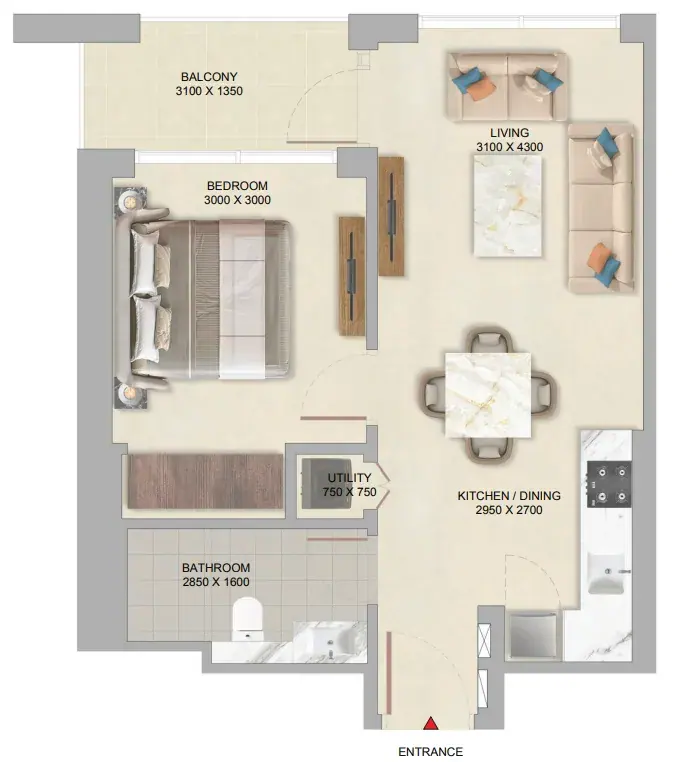 BALCONY
3100 X 1350
LIVING
3100 X 4300
BEDROOM
3000 X 3000
UTILITY
750 X 750
KITCHEN / DINING
2950 X 2700
BATHROOM
2850 X 1600
ENTRANCE